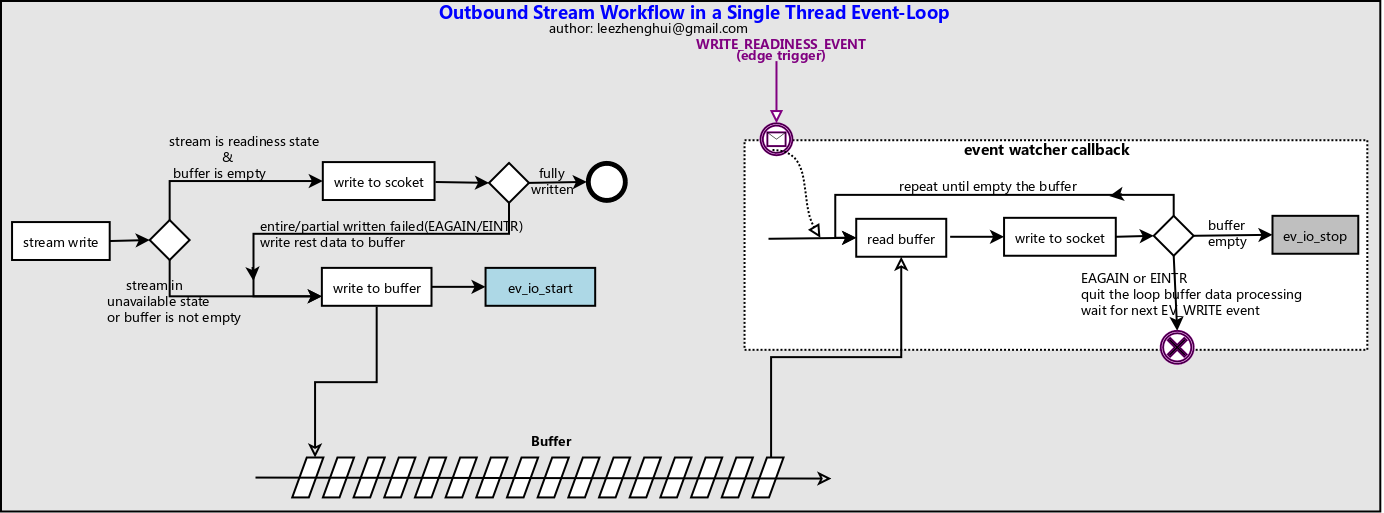 Outbound Stream Workflow in a Single Thread Event-Loop
author: leezhenghui@gmail.com
WRITE_READINESS_EVENT
(edge trigger)
stream is readiness state
&
buffer is empty
write to scoket
fully
written
stream write
entire/partial written failed(EAGAIN/EINTR)
write rest data to buffer
stream in
unavailable state
or buffer is not empty
write to buffer
ev_io_start
event watcher callback
repeat until empty the buffer
read buffer
write to socket
buffer
empty
ev_io_stop
EAGAIN or EINTR
quit the loop buffer data processing
wait for next EV_WRITE event
Buffer